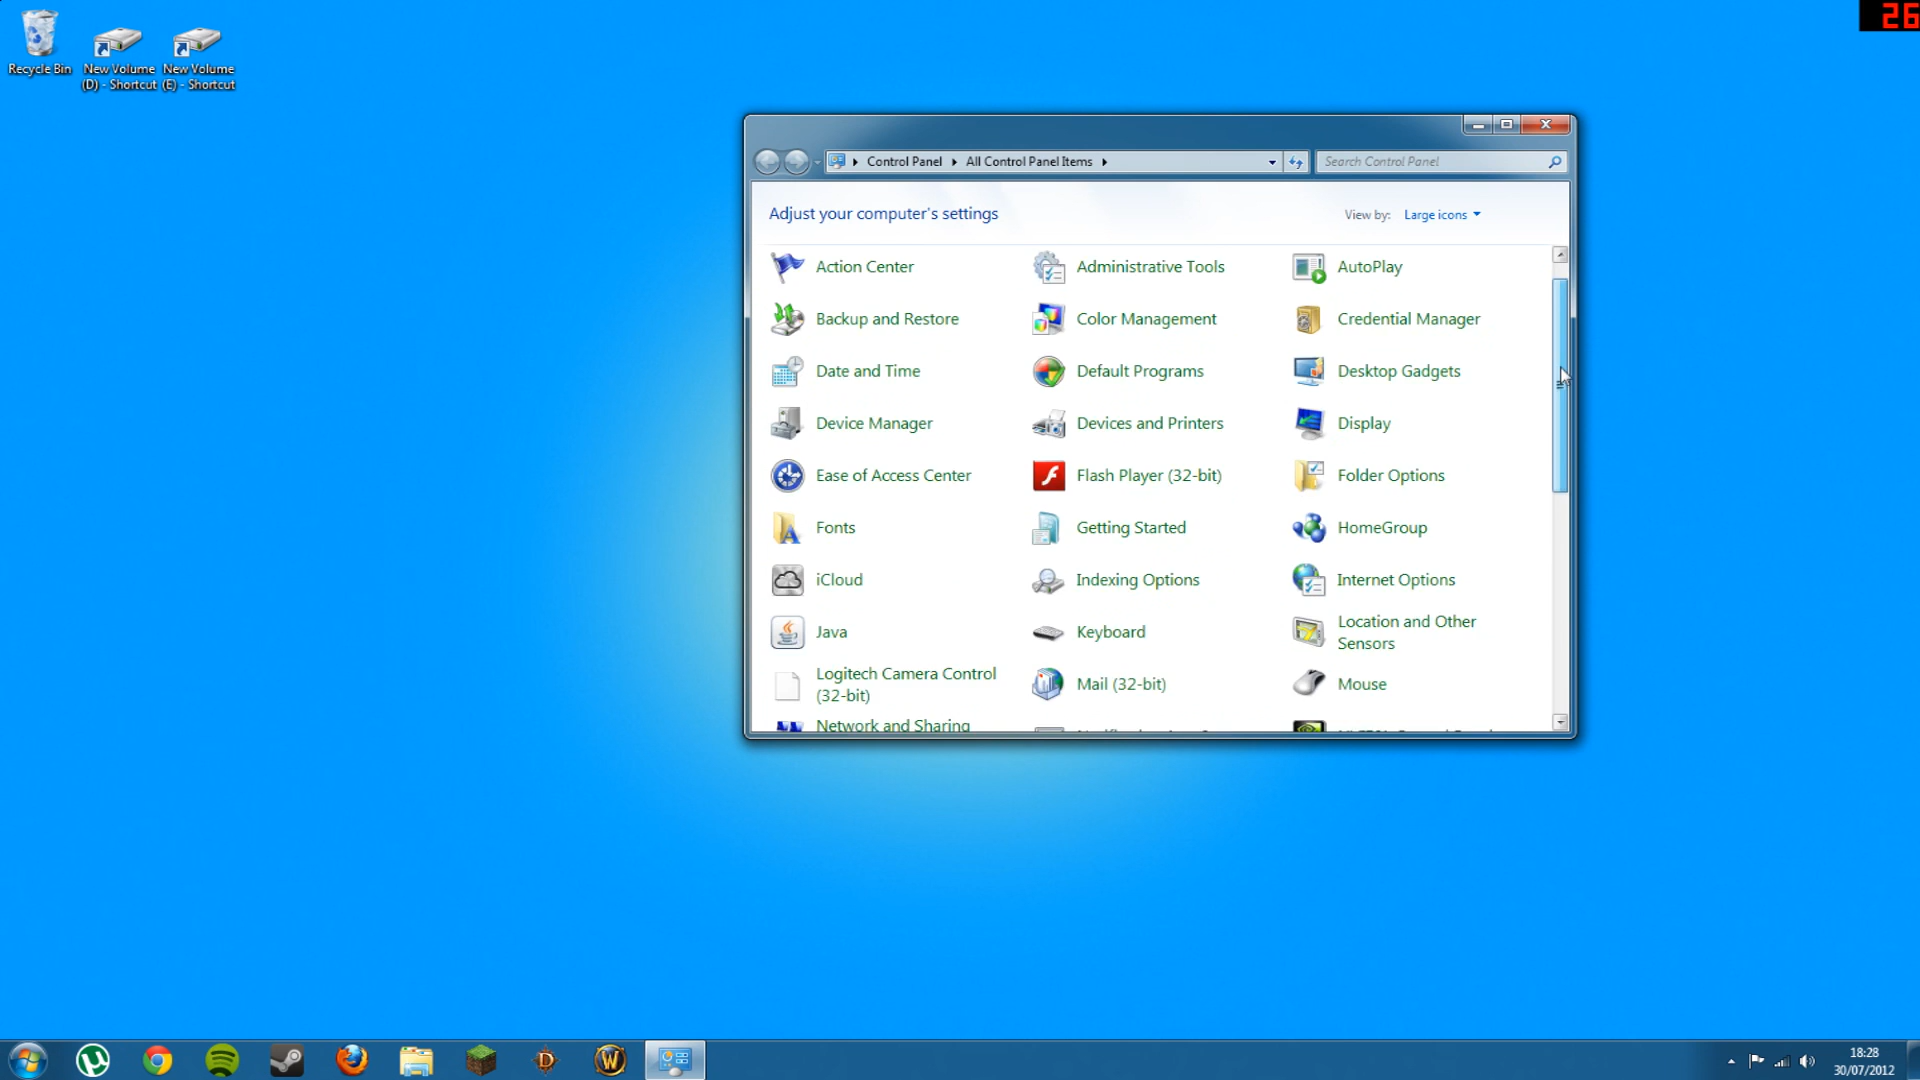 26
Recycle Bin
New Volume (D) - Shortcut
New Volume (E) - Shortcut
Control Panel
All Control Panel Items
Search Control Panel
Adjust your computer's settings
View by: Large icons
Action Center
Administrative Tools
AutoPlay
Backup and Restore
Color Management
Credential Manager
Date and Time
Default Programs
Desktop Gadgets
Device Manager
Devices and Printers
Display
Ease of Access Center
Flash Player (32-bit)
Folder Options
Fonts
Getting Started
HomeGroup
iCloud
Indexing Options
Internet Options
Java
Keyboard
Location and Other
Sensors
Logitech Camera Control
(32-bit)
Mail (32-bit)
Mouse
Network and Sharing
18:28
30/07/2012